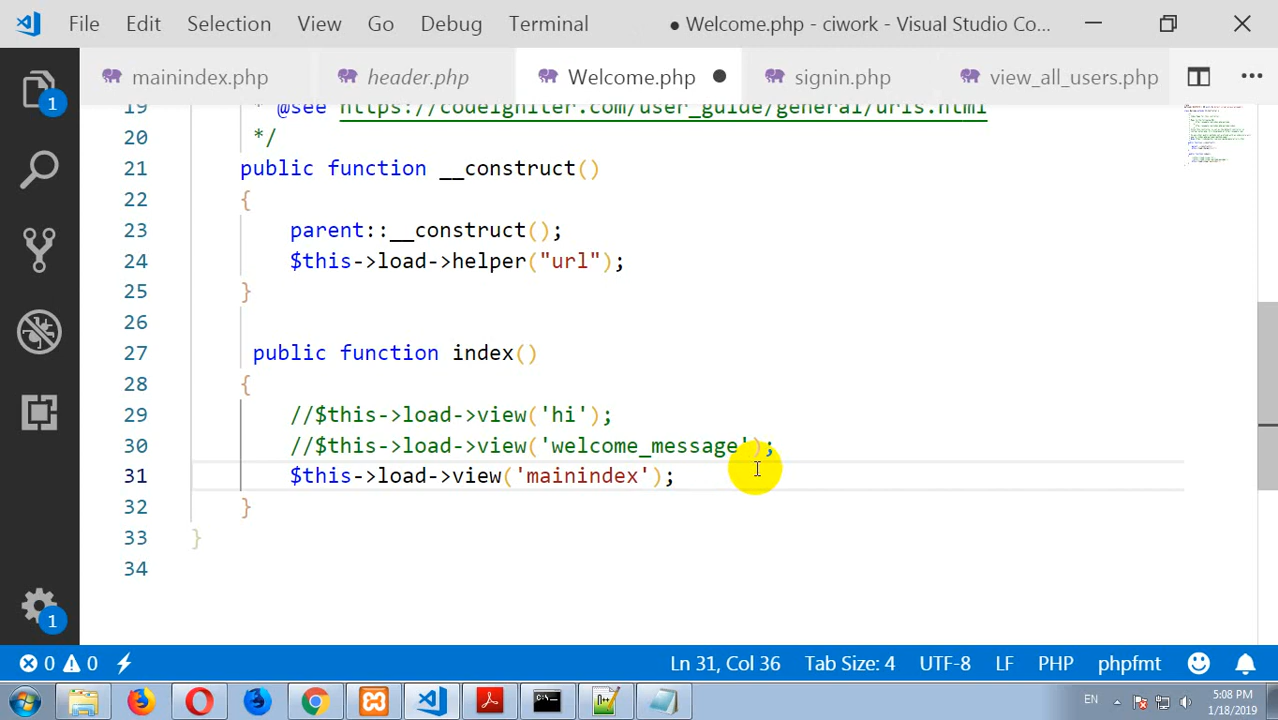 File Edit Selection View Go Debug Terminal ● Welcome.php - ciwork - Visual Studio Co...
mainindex.php header.php Welcome.php ● signin.php view_all_users.php ...
1
19 * @see https://codeigniter.com/user_guide/general/urls.html
20 */
21 public function __construct()
22 {
23 parent::__construct();
24 $this->load->helper("url");
25 }
26
27 public function index()
28 {
29 //$this->load->view('hi');
30 //$this->load->view('welcome_message');
31 $this->load->view('mainindex');
32 }
33 }
34
1
0 0 Ln 31, Col 36 Tab Size: 4 UTF-8 LF PHP phpfmt
EN 5:08 PM
1/18/2019